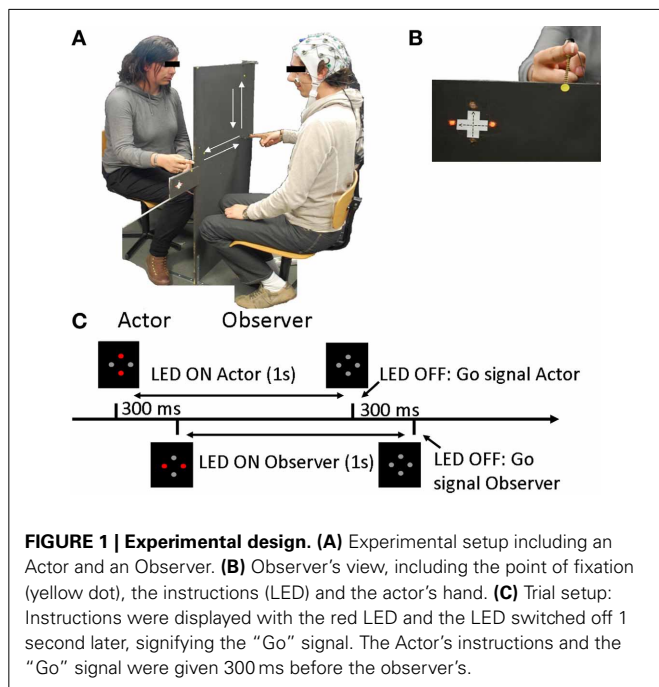 A
B
C
Actor
Observer
LED ON Actor (1s)
LED OFF: Go signal Actor
300 ms
300 ms
LED ON Observer (1s)
LED OFF: Go
signal Observer
FIGURE 1 | Experimental design. (A) Experimental setup including an
Actor and an Observer. (B) Observer's view, including the point of fixation
(yellow dot), the instructions (LED) and the actor's hand. (C) Trial setup:
Instructions were displayed with the red LED and the LED switched off 1
second later, signifying the “Go” signal. The Actor's instructions and the
“Go” signal were given 300 ms before the observer's.